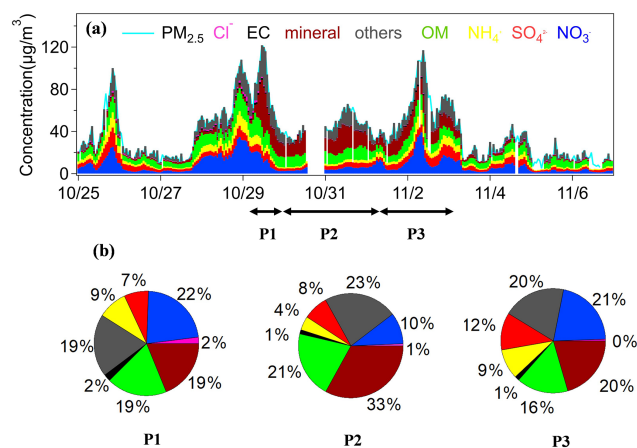 (a)
PM2.5 Cl- EC mineral others OM NH4- SO42- NO3-
Concentration(μg/m3)
120
80
40
0
10/25 10/27 10/29 10/31 11/2 11/4 11/6
P1 P2 P3
(b)
7% 22% 2% 19% 19% 2% 19% 9%
8% 23% 10% 1% 33% 21% 1% 4%
20% 21% 0% 20% 16% 1% 9% 12%
P1 P2 P3